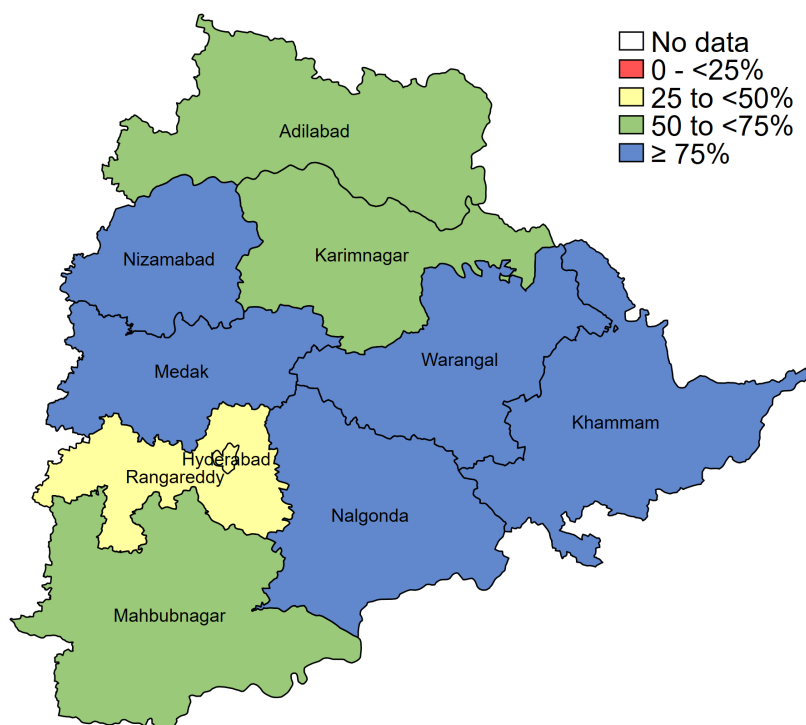 No data
0 - <25%
25 to <50%
50 to <75%
≥ 75%
Adilabad
Nizamabad
Karimnagar
Medak
Warangal
Khammam
Hyderabad
Rangareddy
Nalgonda
Mahbubnagar